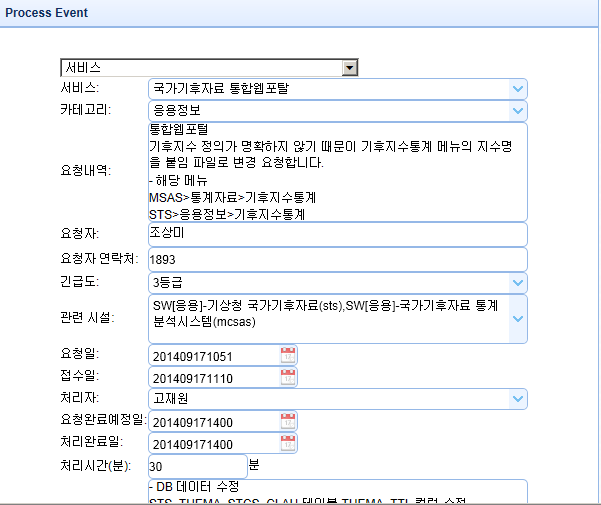 Process Event
서비스
서비스: 국가기후자료 통합웹포탈
카테고리: 응용정보
요청내역:
통합웹포털
기후지수 정의가 명확하지 않기 때문이 기후지수통계 메뉴의 지수명
을 붙임 파일로 변경 요청합니다.
- 해당 메뉴
MSAS>통계자료>기후지수통계
STS>응용정보>기후지수통계
요청자: 조상미
요청자 연락처: 1893
긴급도: 3등급
관련 시설: SW[응용]-기상청 국가기후자료(sts),SW[응용]-국가기후자료 통계
분석시스템(mcsas)
요청일: 201409171051
접수일: 201409171110
처리자: 고재원
요청완료예정일: 201409171400
처리완료일: 201409171400
처리시간(분): 30 분
- DB 데이터 수정